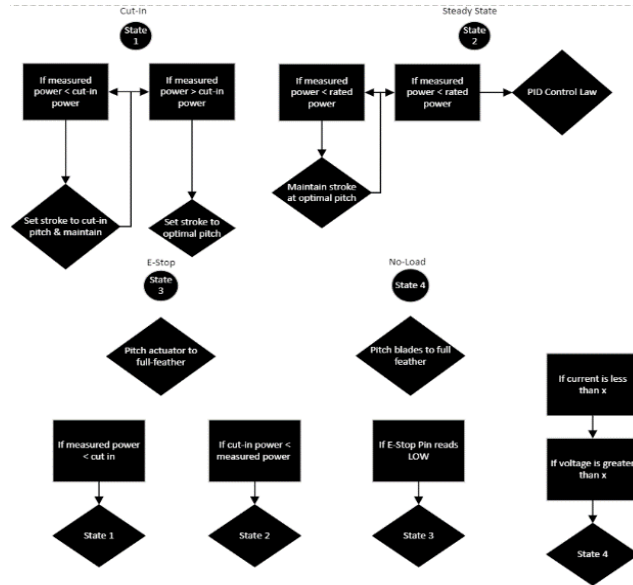 Cut-In
State
1
Steady State
State
2
If measured
power < cut-in
power
If measured
power > cut-in
power
If measured
power < rated
power
If measured
power < rated
power
PID Control Law
Set stroke to cut-in
pitch & maintain
Set stroke to
optimal pitch
Maintain stroke
at optimal pitch
E-Stop
State
3
No-Load
State 4
Pitch actuator to
full-feather
Pitch blades to full
feather
If measured power
< cut in
If cut-in power <
measured power
If E-Stop Pin reads
LOW
If current is less
than x
If voltage is greater
than x
State 1
State 2
State 3
State 4